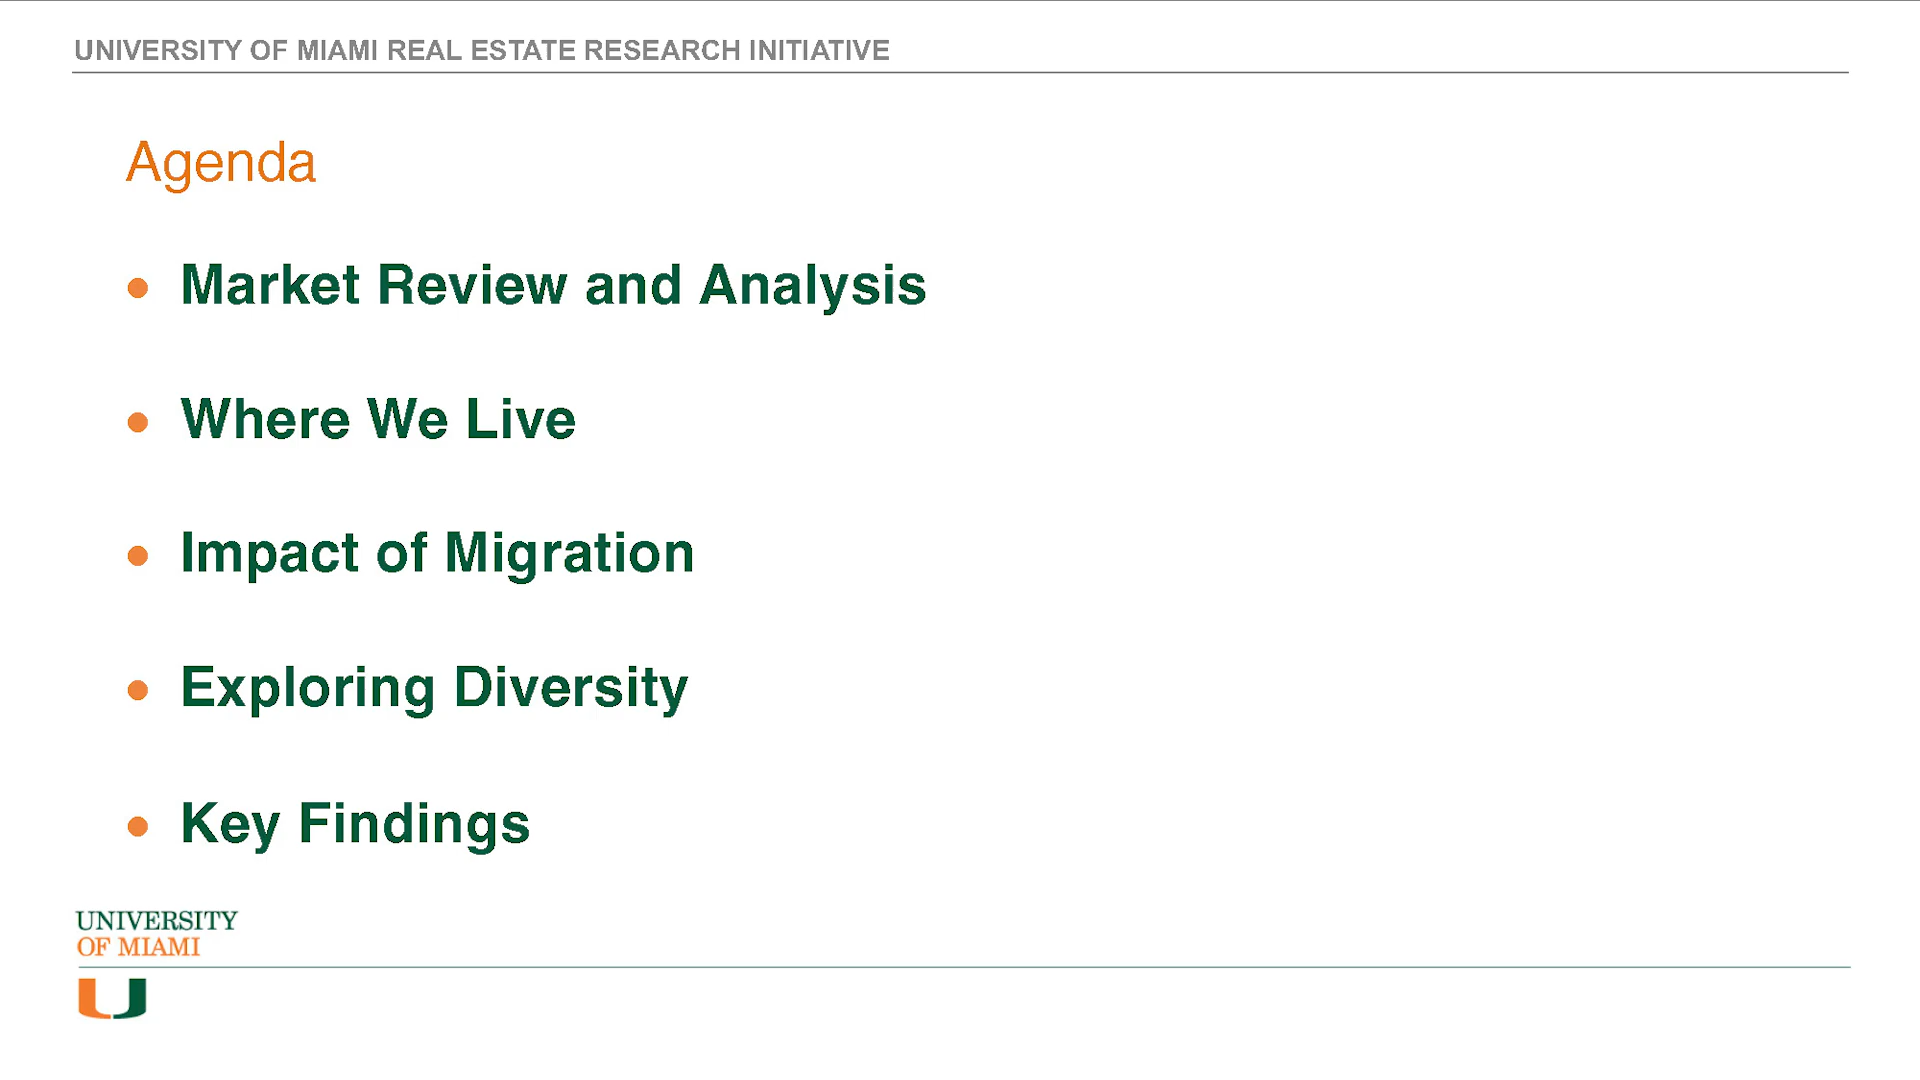 UNIVERSITY OF MIAMI REAL ESTATE RESEARCH INITIATIVE
Agenda
• Market Review and Analysis
• Where We Live
• Impact of Migration
• Exploring Diversity
• Key Findings
UNIVERSITY
OF MIAMI
U